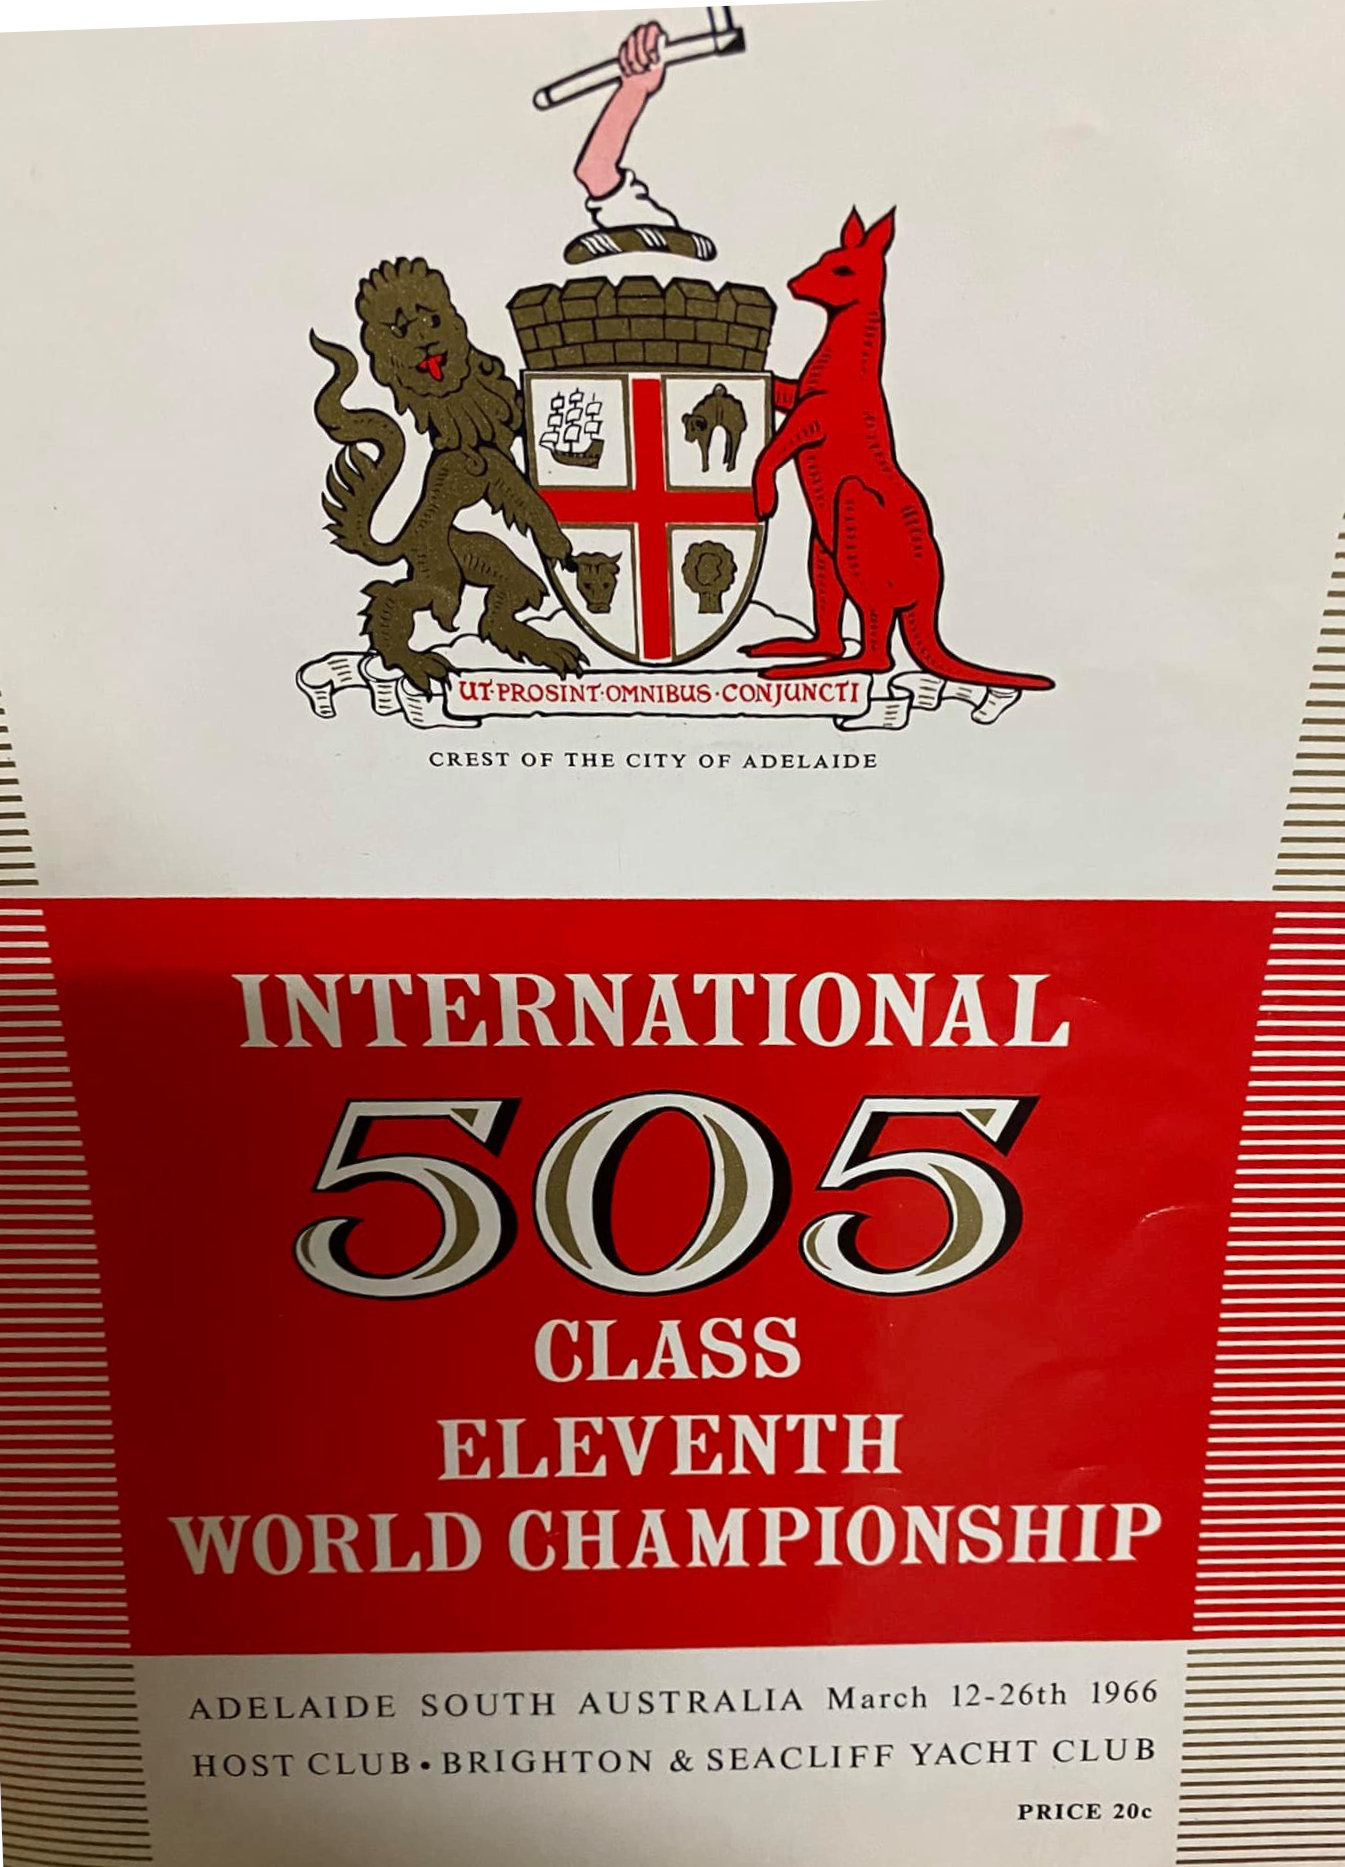 UT·PROSINT·OMNIBUS·CONJUNCTI
CREST OF THE CITY OF ADELAIDE
INTERNATIONAL
505
CLASS
ELEVENTH
WORLD CHAMPIONSHIP
ADELAIDE SOUTH AUSTRALIA March 12-26th 1966
HOST CLUB • BRIGHTON & SEACLIFF YACHT CLUB
PRICE 20c